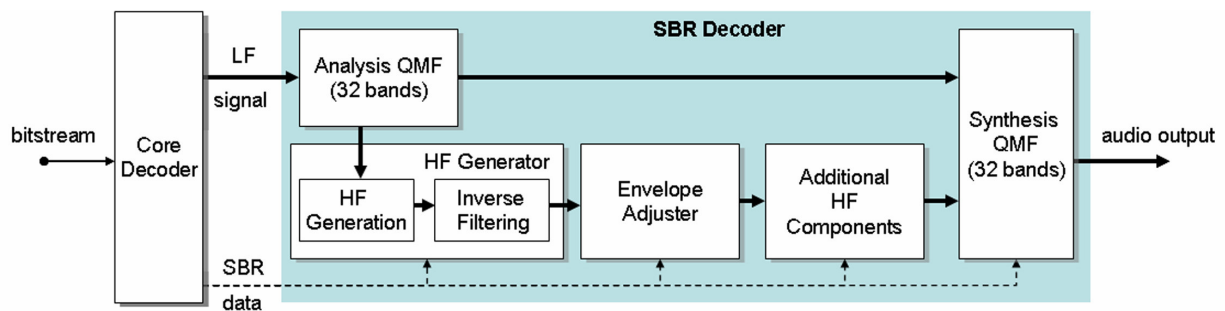 SBR Decoder
LF
signal
Analysis QMF
(32 bands)
bitstream
Core
Decoder
HF Generator
HF
Generation
Inverse
Filtering
Envelope
Adjuster
Additional
HF
Components
Synthesis
QMF
(32 bands)
audio output
SBR
data